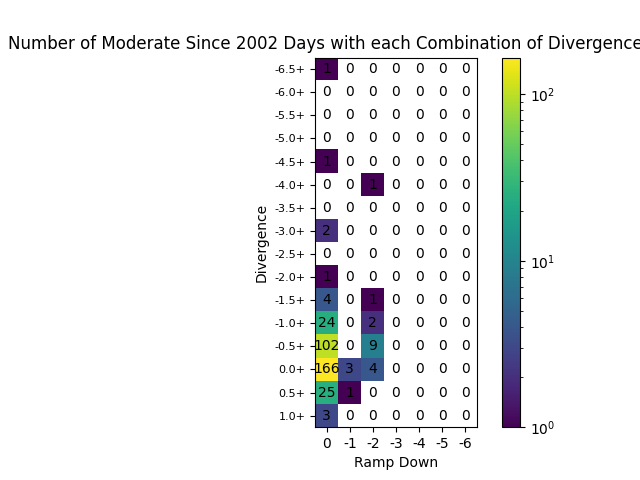 Number of Moderate Since 2002 Days with each Combination of Divergence
-6.5+ 1 0 0 0 0 0 0
-6.0+ 0 0 0 0 0 0 0
-5.5+ 0 0 0 0 0 0 0
-5.0+ 0 0 0 0 0 0 0
-4.5+ 1 0 0 0 0 0 0
-4.0+ 0 0 1 0 0 0 0
-3.5+ 0 0 0 0 0 0 0
-3.0+ 2 0 0 0 0 0 0
-2.5+ 0 0 0 0 0 0 0
-2.0+ 1 0 0 0 0 0 0
-1.5+ 4 0 1 0 0 0 0
-1.0+ 24 0 2 0 0 0 0
-0.5+ 102 0 9 0 0 0 0
0.0+ 166 3 4 0 0 0 0
0.5+ 25 1 0 0 0 0 0
1.0+ 3 0 0 0 0 0 0
0 -1 -2 -3 -4 -5 -6
Ramp Down
Divergence
10²
10¹
10⁰